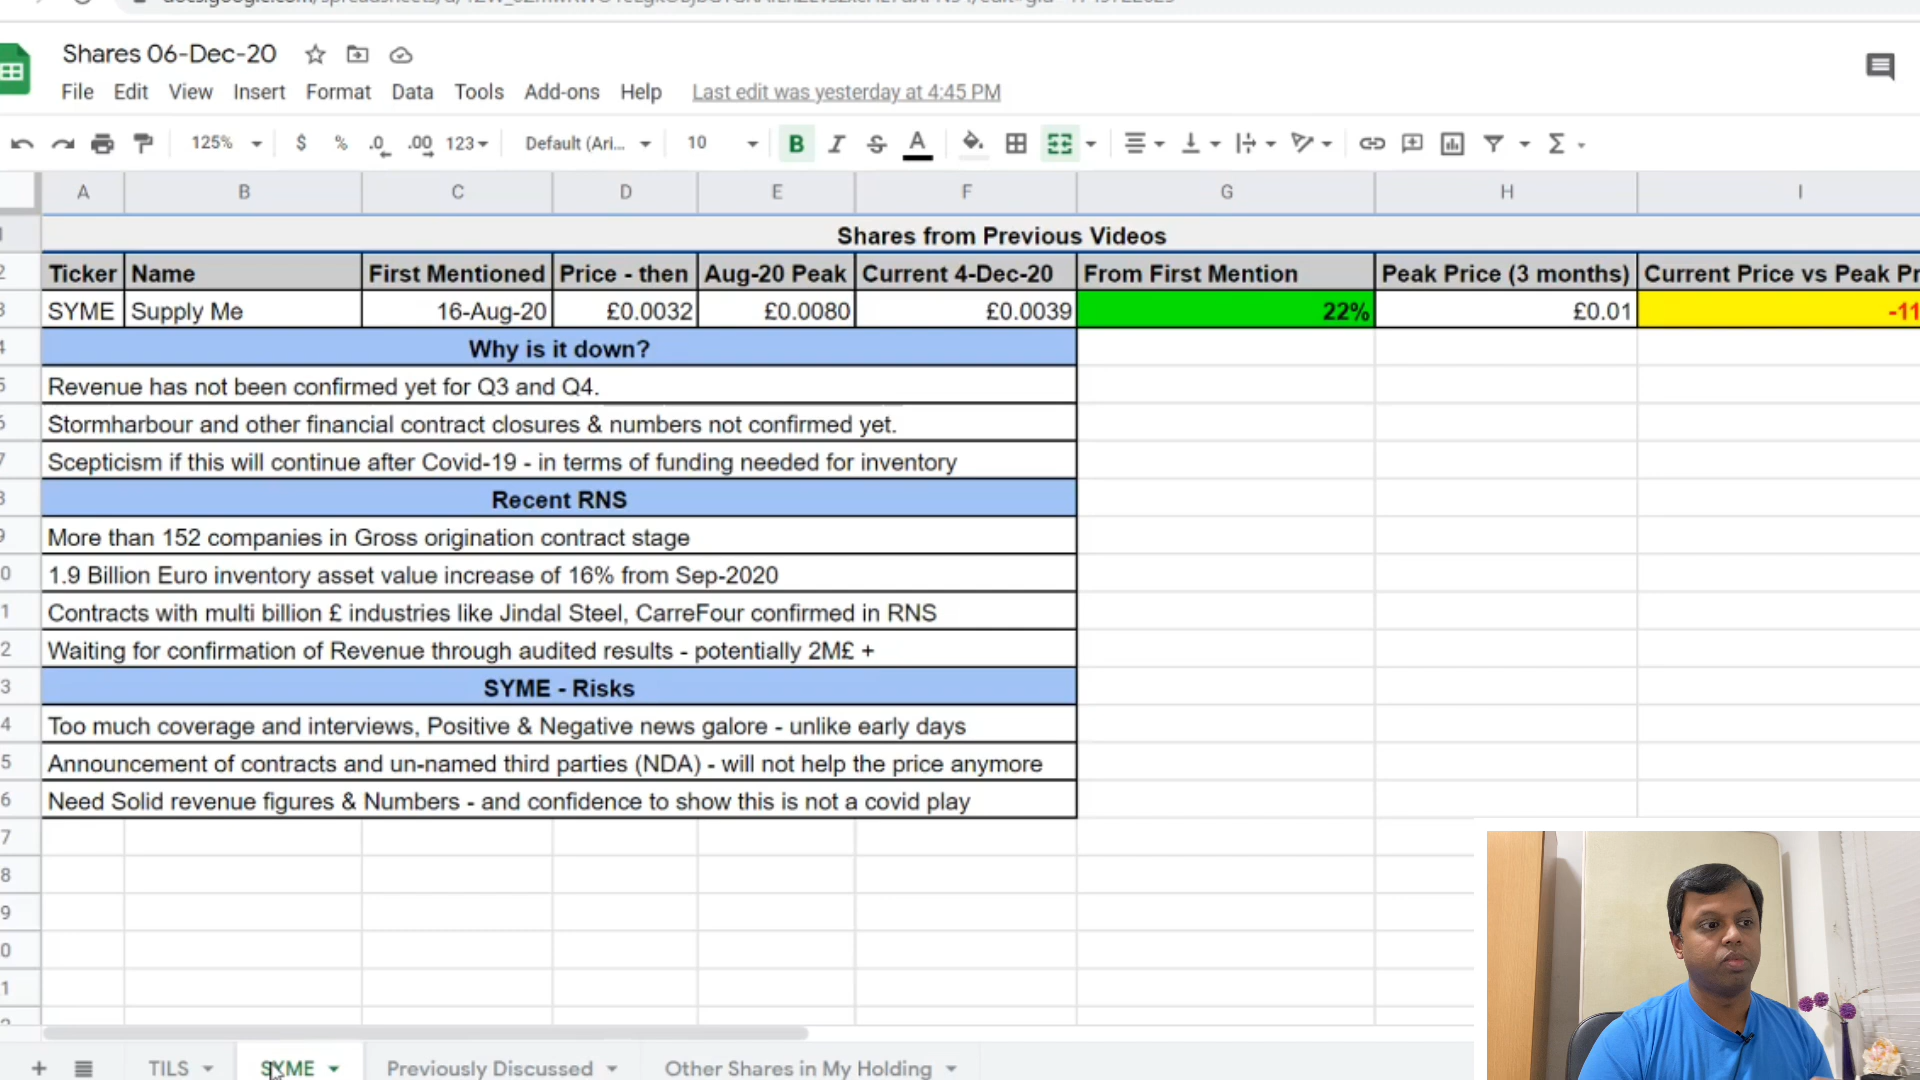 Shares 06-Dec-20
File Edit View Insert Format Data Tools Add-ons Help Last edit was yesterday at 4:45 PM
125% $ % .0 .00 123 Default (Ari... 10 B I S A
A B C D E F G H I
Shares from Previous Videos
Ticker Name First Mentioned Price - then Aug-20 Peak Current 4-Dec-20 From First Mention Peak Price (3 months) Current Price vs Peak Pr
SYME Supply Me 16-Aug-20 £0.0032 £0.0080 £0.0039 22% £0.01 -11
Why is it down?
Revenue has not been confirmed yet for Q3 and Q4.
Stormharbour and other financial contract closures & numbers not confirmed yet.
Scepticism if this will continue after Covid-19 - in terms of funding needed for inventory
Recent RNS
More than 152 companies in Gross origination contract stage
1.9 Billion Euro inventory asset value increase of 16% from Sep-2020
Contracts with multi billion £ industries like Jindal Steel, CarreFour confirmed in RNS
Waiting for confirmation of Revenue through audited results - potentially 2M£ +
SYME - Risks
Too much coverage and interviews, Positive & Negative news galore - unlike early days
Announcement of contracts and un-named third parties (NDA) - will not help the price anymore
Need Solid revenue figures & Numbers - and confidence to show this is not a covid play
TILS SYME Previously Discussed Other Shares in My Holding